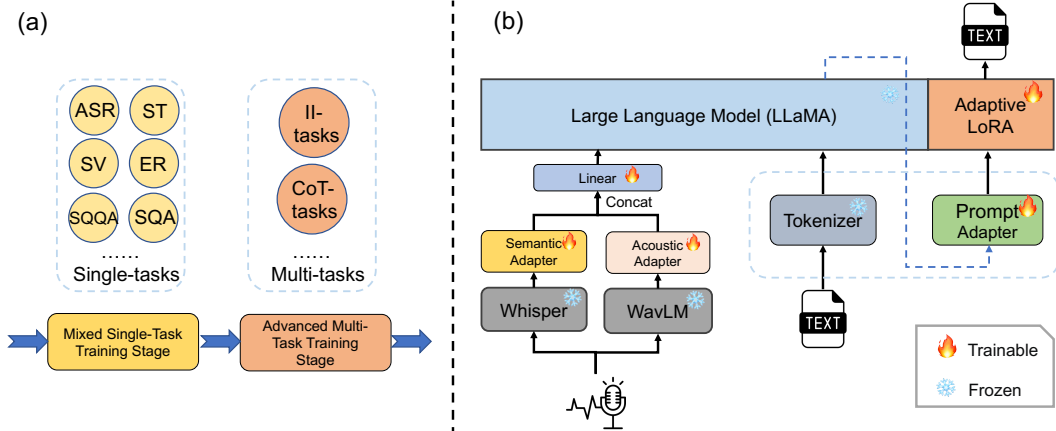 (a)
ASR
ST
SV
ER
SQQA
SQA
......
Single-tasks
II-
tasks
CoT-
tasks
......
Multi-tasks
Mixed Single-Task
Training Stage
Advanced Multi-
Task Training
Stage
(b)
TEXT
Large Language Model (LLaMA)
Adaptive
LoRA
Linear
Concat
Semantic
Adapter
Acoustic
Adapter
Whisper
WavLM
Tokenizer
Prompt
Adapter
TEXT
Trainable
Frozen